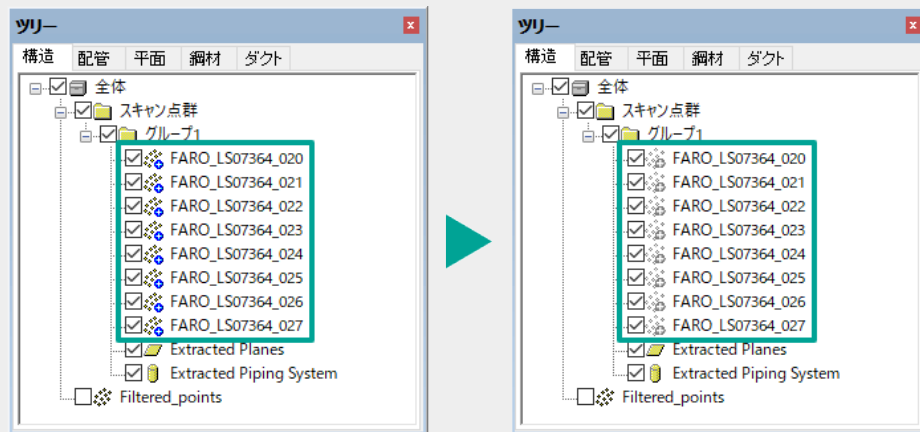 ツリー
構造 配管 平面 鋼材 ダクト
全体
スキャン点群
グループ1
FARO_LS07364_020
FARO_LS07364_021
FARO_LS07364_022
FARO_LS07364_023
FARO_LS07364_024
FARO_LS07364_025
FARO_LS07364_026
FARO_LS07364_027
Extracted Planes
Extracted Piping System
Filtered_points
ツリー
構造 配管 平面 鋼材 ダクト
全体
スキャン点群
グループ1
FARO_LS07364_020
FARO_LS07364_021
FARO_LS07364_022
FARO_LS07364_023
FARO_LS07364_024
FARO_LS07364_025
FARO_LS07364_026
FARO_LS07364_027
Extracted Planes
Extracted Piping System
Filtered_points